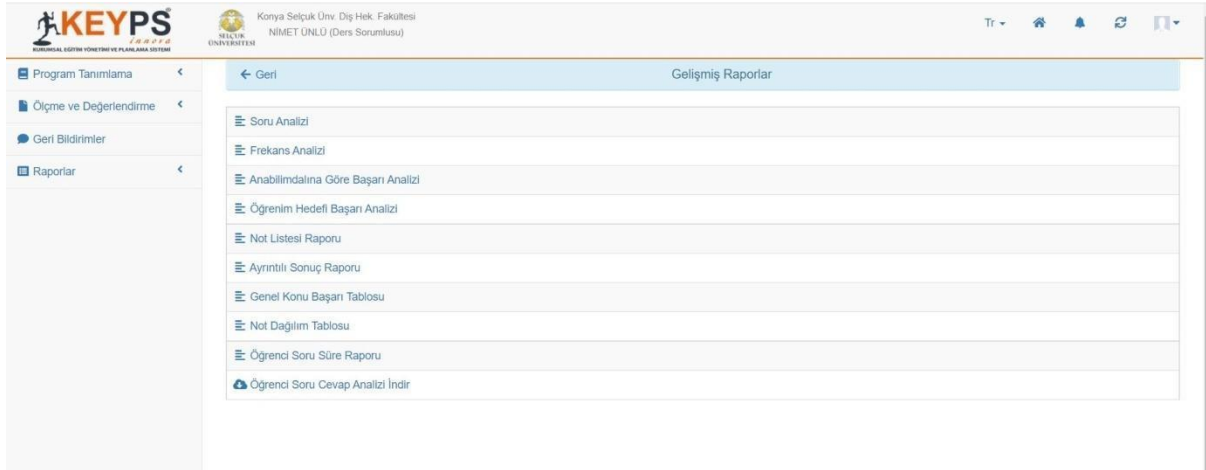 KEYPS
innova
KURUMSAL EĞİTİM YÖNETİMİ VE PLANLAMA SİSTEMİ
SELÇUK
ÜNİVERSİTESİ
Konya Selçuk Ünv. Diş Hek. Fakültesi
NİMET ÜNLÜ (Ders Sorumlusu)
Tr
Program Tanımlama
Ölçme ve Değerlendirme
Geri Bildirimler
Raporlar
Geri
Gelişmiş Raporlar
Soru Analizi
Frekans Analizi
Anabilimdalına Göre Başarı Analizi
Öğrenim Hedefi Başarı Analizi
Not Listesi Raporu
Ayrıntılı Sonuç Raporu
Genel Konu Başarı Tablosu
Not Dağılım Tablosu
Öğrenci Soru Süre Raporu
Öğrenci Soru Cevap Analizi İndir